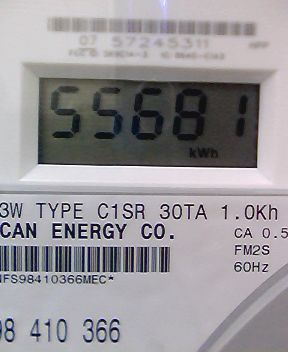 07 57245311
55681
kWh
3W TYPE C1SR 30TA 1.0Kh
CAN ENERGY CO.
CA 0.5
FM2S
NFS98410366MEC*
60Hz
98 410 366